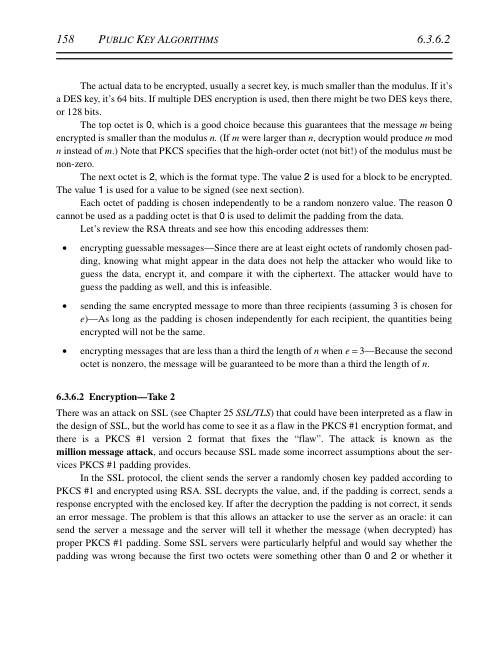 158 PUBLIC KEY ALGORITHMS 6.3.6.2
The actual data to be encrypted, usually a secret key, is much smaller than the modulus. If it's
a DES key, it's 64 bits. If multiple DES encryption is used, then there might be two DES keys there,
or 128 bits.
The top octet is 0, which is a good choice because this guarantees that the message m being
encrypted is smaller than the modulus n. (If m were larger than n, decryption would produce m mod
n instead of m.) Note that PKCS specifies that the high-order octet (not bit!) of the modulus must be
non-zero.
The next octet is 2, which is the format type. The value 2 is used for a block to be encrypted.
The value 1 is used for a value to be signed (see next section).
Each octet of padding is chosen independently to be a random nonzero value. The reason 0
cannot be used as a padding octet is that 0 is used to delimit the padding from the data.
Let's review the RSA threats and see how this encoding addresses them:
• encrypting guessable messages—Since there are at least eight octets of randomly chosen pad-
ding, knowing what might appear in the data does not help the attacker who would like to
guess the data, encrypt it, and compare it with the ciphertext. The attacker would have to
guess the padding as well, and this is infeasible.
• sending the same encrypted message to more than three recipients (assuming 3 is chosen for
e)—As long as the padding is chosen independently for each recipient, the quantities being
encrypted will not be the same.
• encrypting messages that are less than a third the length of n when e = 3—Because the second
octet is nonzero, the message will be guaranteed to be more than a third the length of n.
6.3.6.2 Encryption—Take 2
There was an attack on SSL (see Chapter 25 SSL/TLS) that could have been interpreted as a flaw in
the design of SSL, but the world has come to see it as a flaw in the PKCS #1 encryption format, and
there is a PKCS #1 version 2 format that fixes the “flaw”. The attack is known as the
million message attack, and occurs because SSL made some incorrect assumptions about the ser-
vices PKCS #1 padding provides.
In the SSL protocol, the client sends the server a randomly chosen key padded according to
PKCS #1 and encrypted using RSA. SSL decrypts the value, and, if the padding is correct, sends a
response encrypted with the enclosed key. If after the decryption the padding is not correct, it sends
an error message. The problem is that this allows an attacker to use the server as an oracle: it can
send the server a message and the server will tell it whether the message (when decrypted) has
proper PKCS #1 padding. Some SSL servers were particularly helpful and would say whether the
padding was wrong because the first two octets were something other than 0 and 2 or whether it